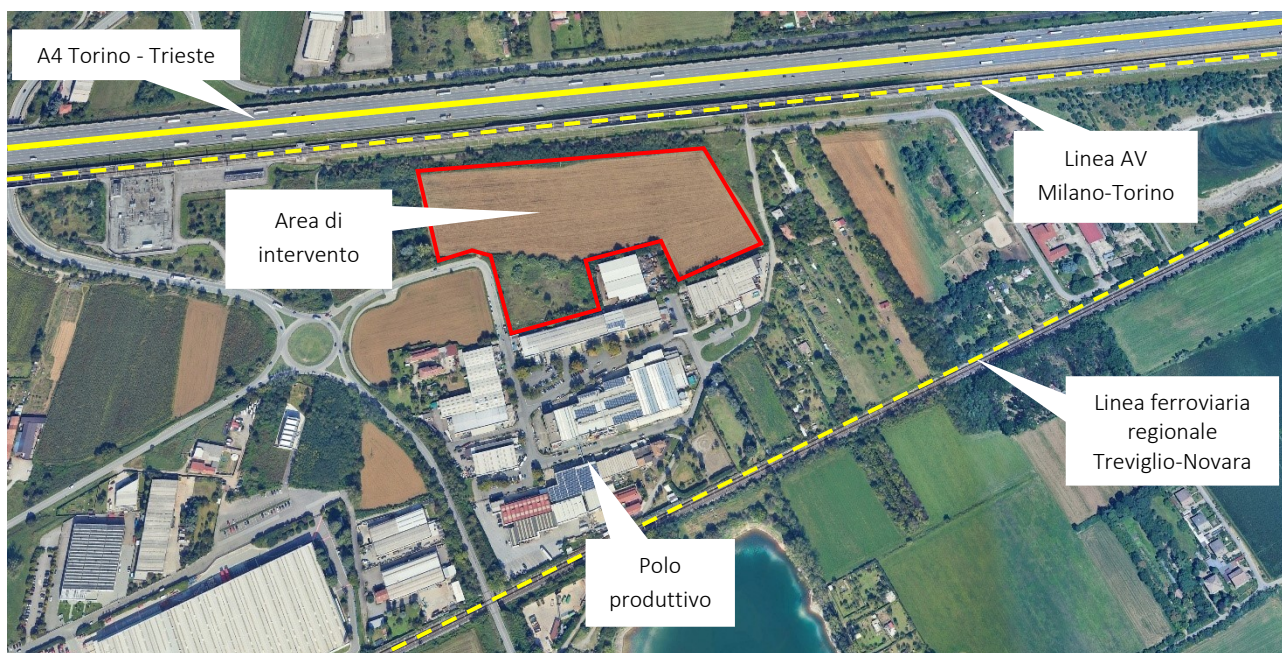 A4 Torino - Trieste
Linea AV
Milano-Torino
Area di
intervento
Linea ferroviaria
regionale
Treviglio-Novara
Polo
produttivo